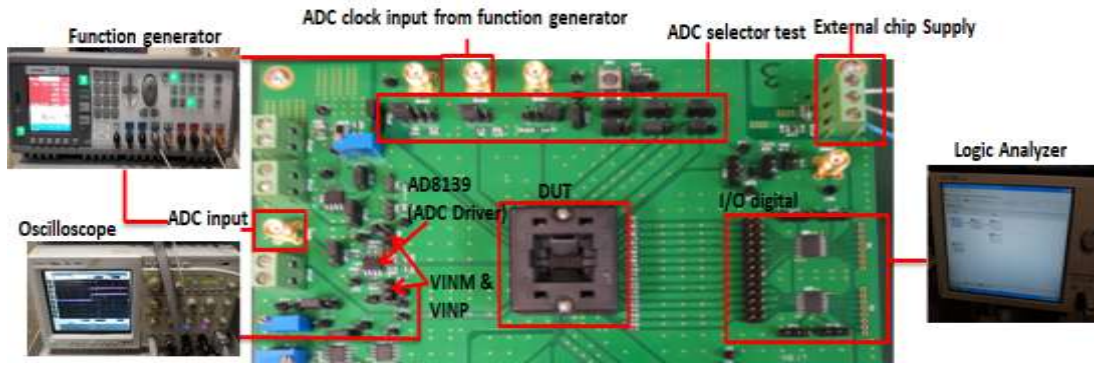 ADC clock input from function generator
Function generator
ADC selector test
External chip Supply
Logic Analyzer
AD8139
(ADC Driver)
DUT
I/O digital
ADC input
Oscilloscope
VINM &
VINP